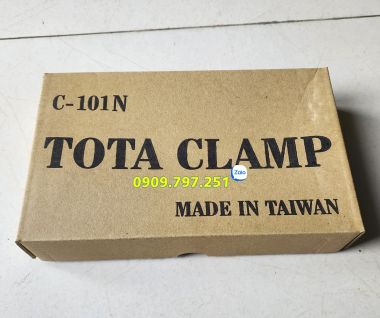 C-101N
TOTA CLAMP
Zalo
0909.797.251
MADE IN TAIWAN